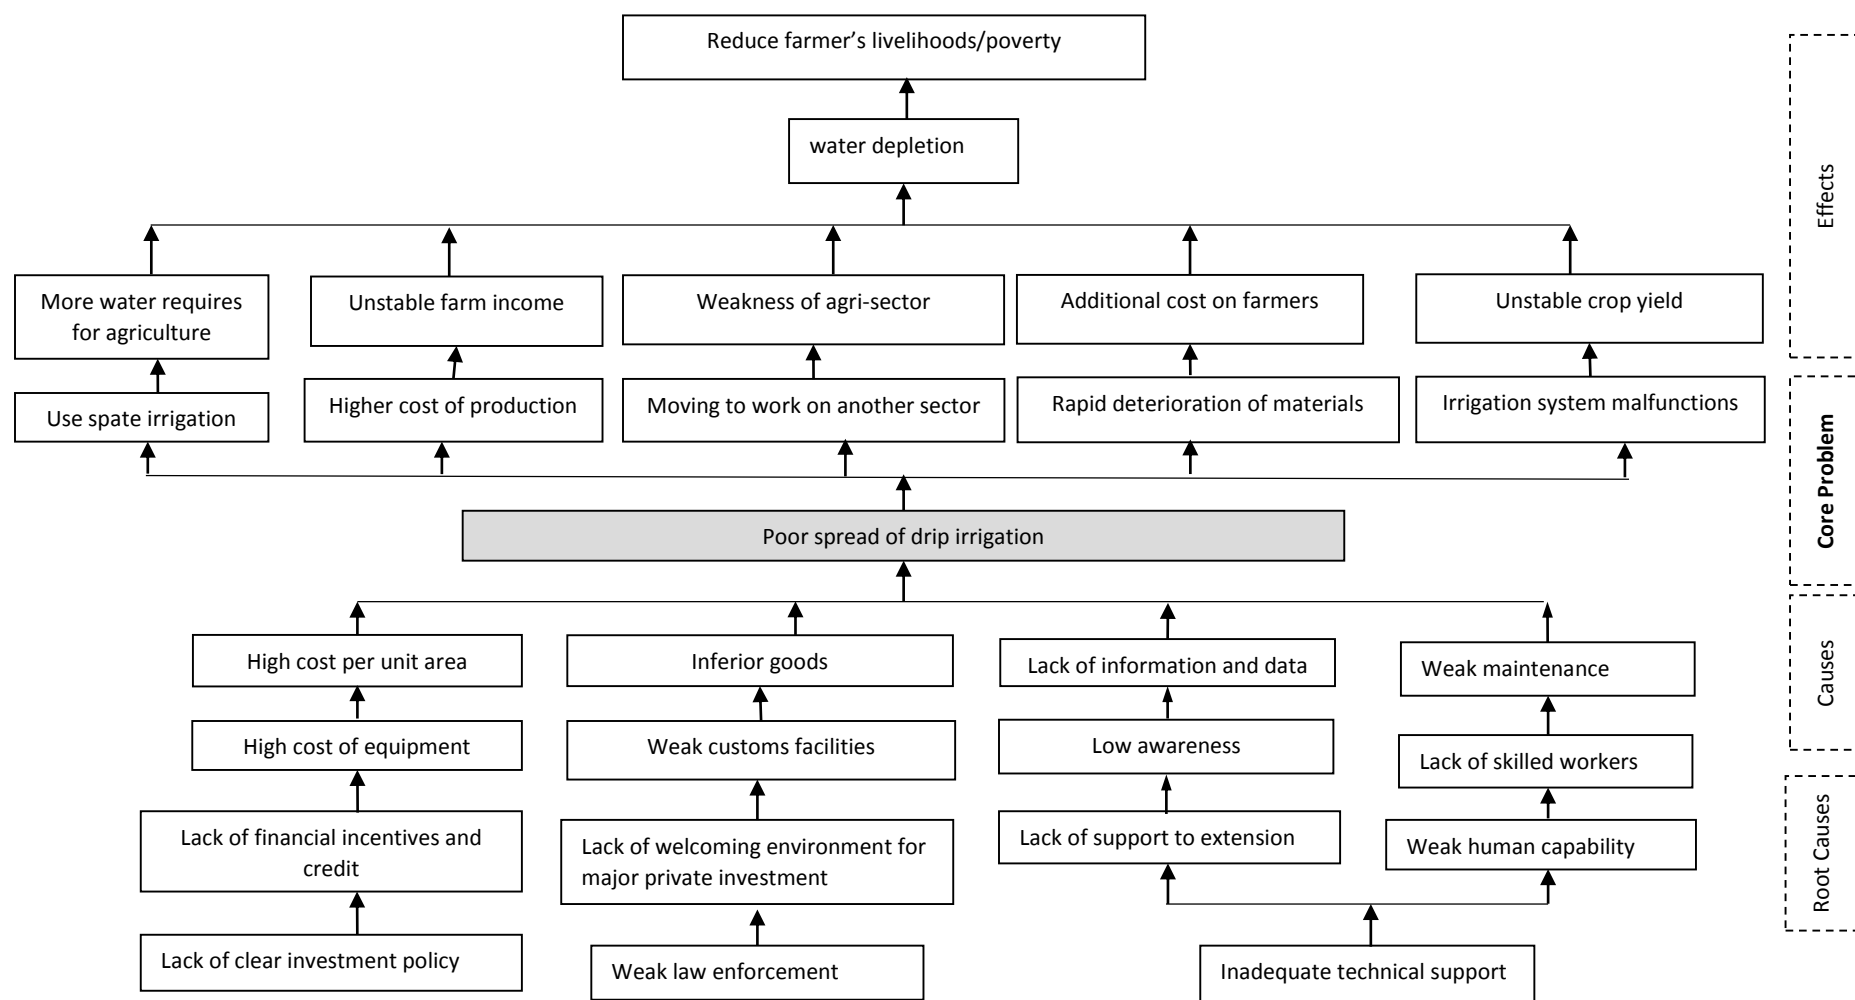 Reduce farmer’s livelihoods/poverty
water depletion
More water requires
for agriculture
Unstable farm income
Weakness of agri-sector
Additional cost on farmers
Unstable crop yield
Use spate irrigation
Higher cost of production
Moving to work on another sector
Rapid deterioration of materials
Irrigation system malfunctions
Poor spread of drip irrigation
High cost per unit area
Inferior goods
Lack of information and data
Weak maintenance
High cost of equipment
Weak customs facilities
Low awareness
Lack of skilled workers
Lack of financial incentives and
credit
Lack of welcoming environment for
major private investment
Lack of support to extension
Weak human capability
Lack of clear investment policy
Weak law enforcement
Inadequate technical support
Effects
Core Problem
Causes
Root Causes